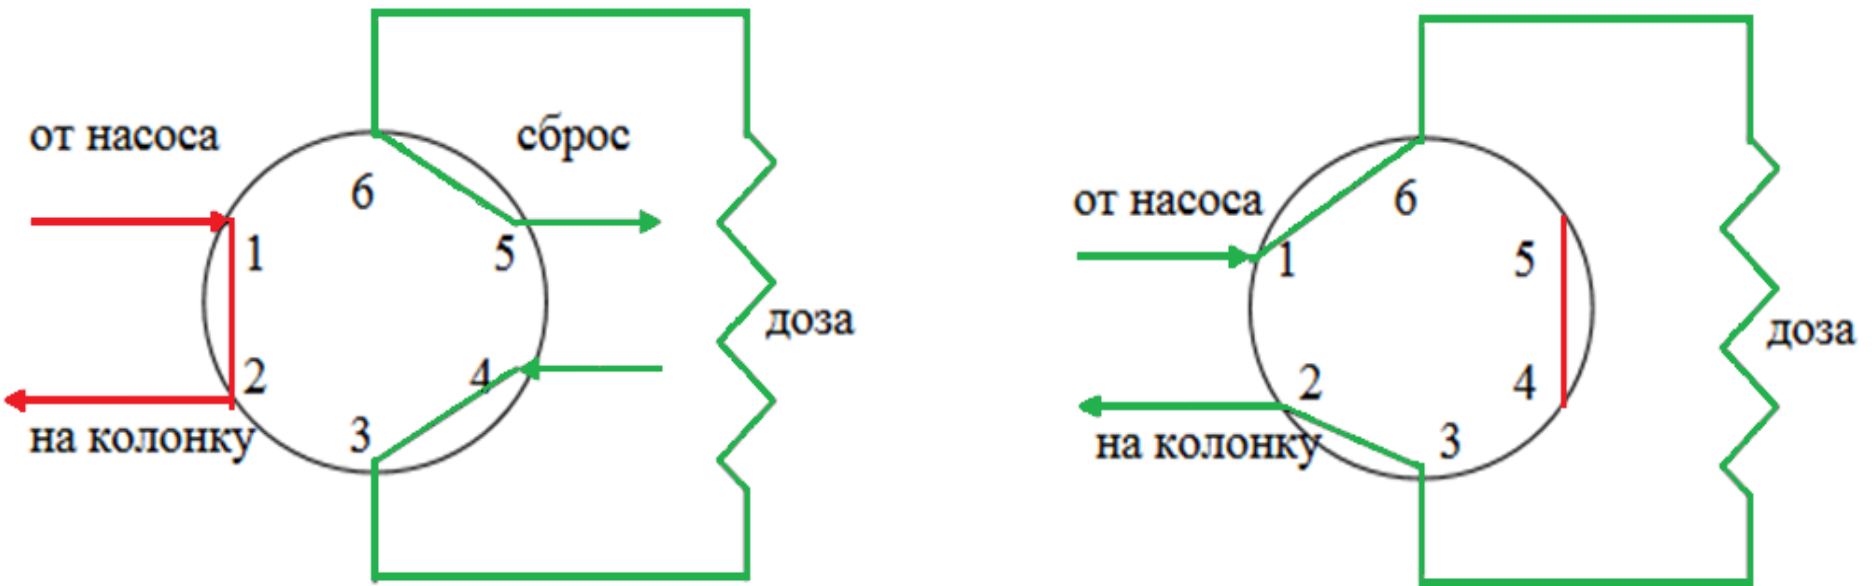 от насоса
сброс
6
1
5
2
4
3
доза
на колонку
от насоса
6
1
5
2
4
3
доза
на колонку